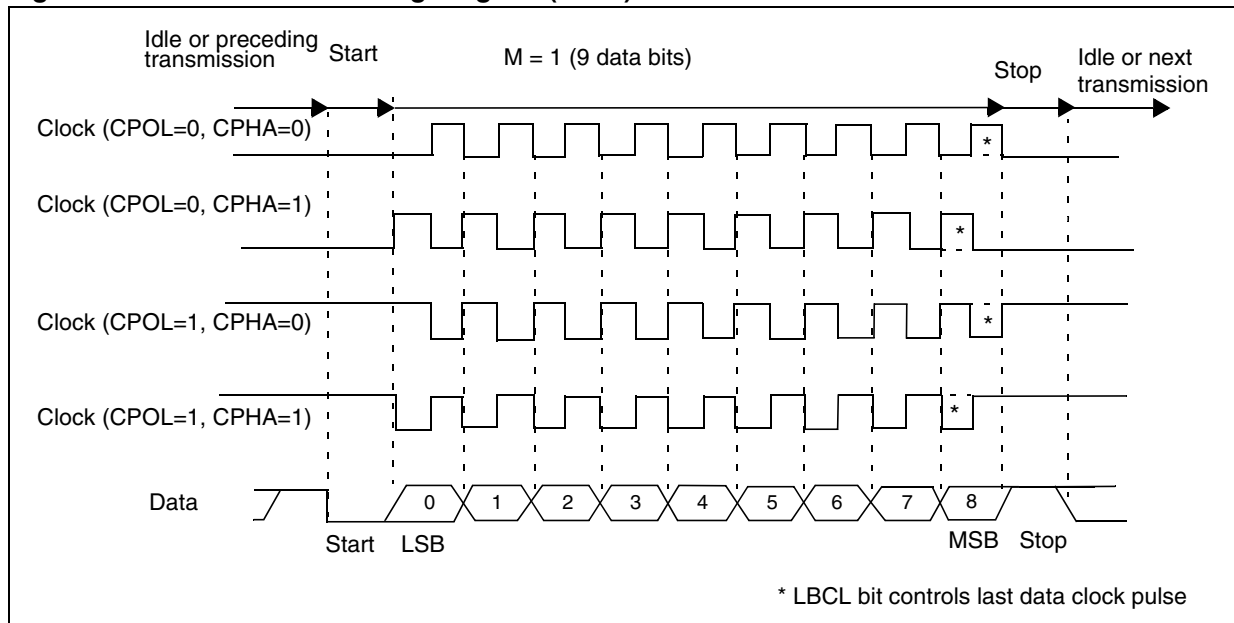 Idle or preceding
transmission
Start
M = 1 (9 data bits)
Stop
Idle or next
transmission
Clock (CPOL=0, CPHA=0)
*
Clock (CPOL=0, CPHA=1)
*
Clock (CPOL=1, CPHA=0)
*
Clock (CPOL=1, CPHA=1)
*
Data
0 1 2 3 4 5 6 7 8
Start LSB MSB Stop
* LBCL bit controls last data clock pulse